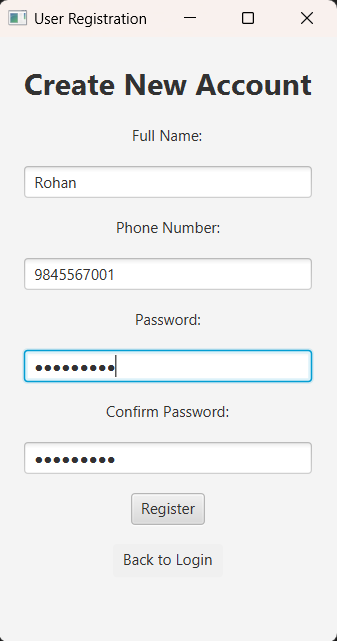 User Registration
Create New Account
Full Name:
Rohan
Phone Number:
9845567001
Password:
●●●●●●●●●
Confirm Password:
●●●●●●●●●
Register
Back to Login